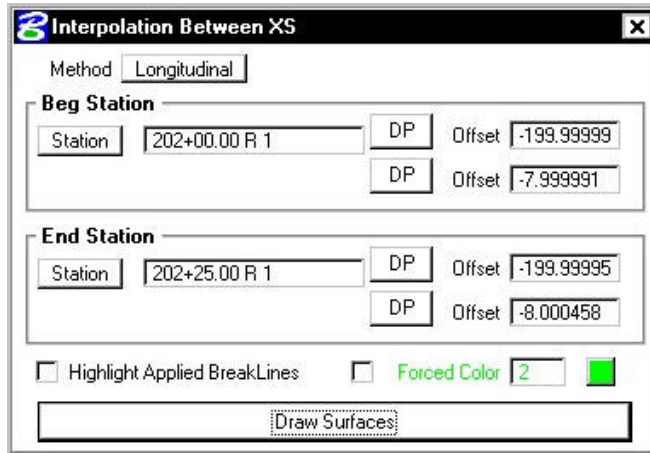 Interpolation Between XS
Method Longitudinal
Beg Station
Station 202+00.00 R 1 DP Offset -199.99999
DP Offset -7.999991
End Station
Station 202+25.00 R 1 DP Offset -199.99995
DP Offset -8.000458
Highlight Applied BreakLines Forced Color 2
Draw Surfaces